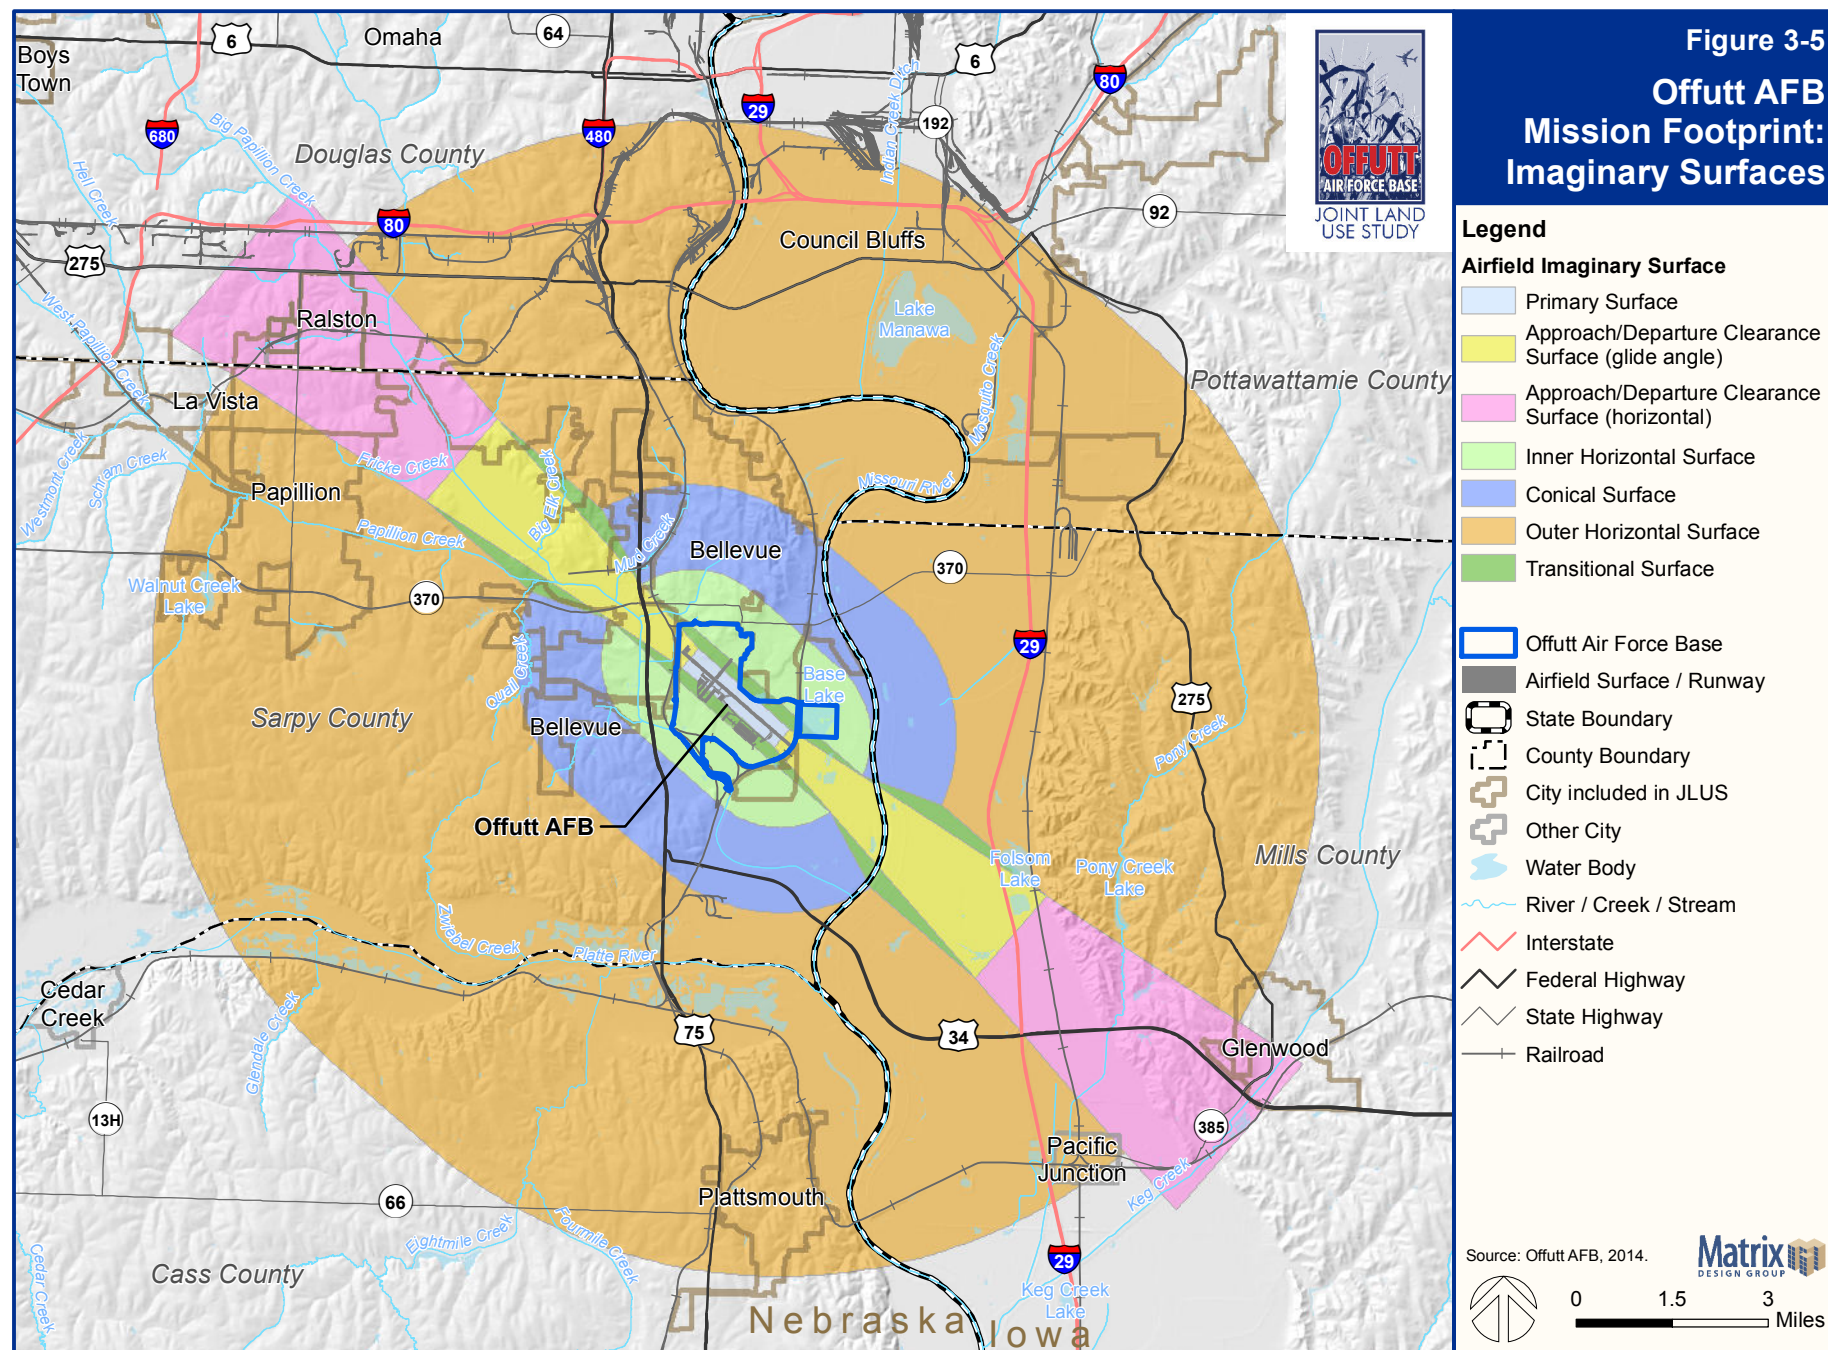 Figure 3-5
Offutt AFB
Mission Footprint:
Imaginary Surfaces
OFFUTT
AIR FORCE BASE
JOINT LAND
USE STUDY
Legend
Airfield Imaginary Surface
Primary Surface
Approach/Departure Clearance
Surface (glide angle)
Approach/Departure Clearance
Surface (horizontal)
Inner Horizontal Surface
Conical Surface
Outer Horizontal Surface
Transitional Surface
Offutt Air Force Base
Airfield Surface / Runway
State Boundary
County Boundary
City included in JLUS
Other City
Water Body
River / Creek / Stream
Interstate
Federal Highway
State Highway
Railroad
Source: Offutt AFB, 2014.
Matrix
DESIGN GROUP
0 1.5 3
Miles
Boys
Town
6
Omaha
64
6
80
29
192
680
480
Big Papillion Creek
Indian Creek Ditch
Douglas County
Hell Creek
80
92
275
Council Bluffs
West Papillion Creek
Ralston
Lake
Manawa
Mosquito Creek
Pottawattamie County
La Vista
Westmont Creek
Schram Creek
Fricke Creek
Big Elk Creek
Missouri River
Papillion
Papillion Creek
Mud Creek
Bellevue
370
Walnut Creek
Lake
370
29
Quail Creek
Base
Lake
275
Sarpy County
Bellevue
Pony Creek
Offutt AFB
Folsom
Lake
Pony Creek
Lake
Mills County
Zwiebel Creek
Platte River
Cedar
Creek
Glendale Creek
75
34
Glenwood
13H
385
Pacific
Junction
Keg Creek
66
Plattsmouth
Eightmile Creek
Fourmile Creek
Cedar Creek
Cass County
29
Keg Creek
Lake
Nebraska
Iowa